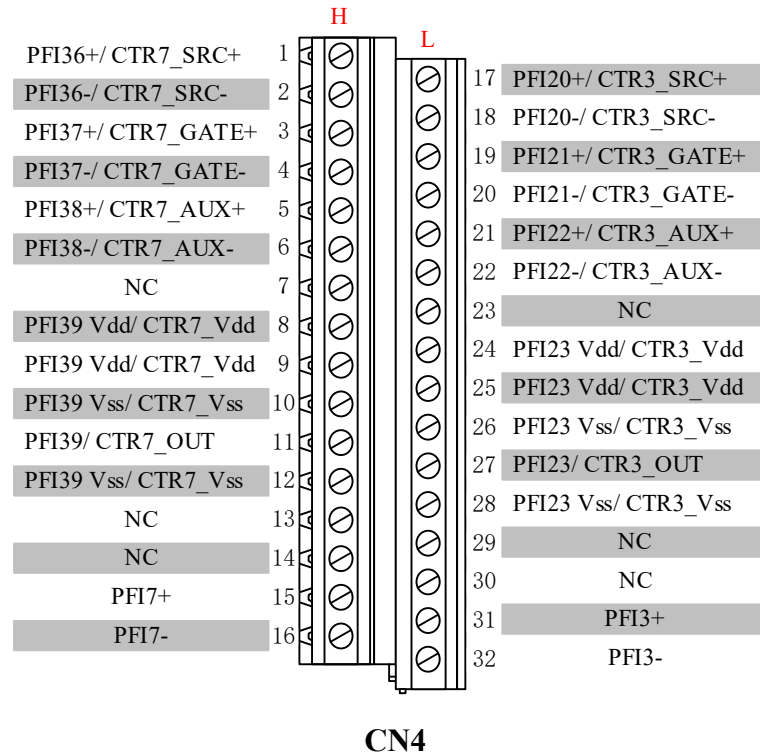 H
L
PFI36+/ CTR7_SRC+ 1
PFI36-/ CTR7_SRC- 2
PFI37+/ CTR7_GATE+ 3
PFI37-/ CTR7_GATE- 4
PFI38+/ CTR7_AUX+ 5
PFI38-/ CTR7_AUX- 6
NC 7
PFI39 Vdd/ CTR7_Vdd 8
PFI39 Vdd/ CTR7_Vdd 9
PFI39 Vss/ CTR7_Vss 10
PFI39/ CTR7_OUT 11
PFI39 Vss/ CTR7_Vss 12
NC 13
NC 14
PFI7+ 15
PFI7- 16
17 PFI20+/ CTR3_SRC+
18 PFI20-/ CTR3_SRC-
19 PFI21+/ CTR3_GATE+
20 PFI21-/ CTR3_GATE-
21 PFI22+/ CTR3_AUX+
22 PFI22-/ CTR3_AUX-
23 NC
24 PFI23 Vdd/ CTR3_Vdd
25 PFI23 Vdd/ CTR3_Vdd
26 PFI23 Vss/ CTR3_Vss
27 PFI23/ CTR3_OUT
28 PFI23 Vss/ CTR3_Vss
29 NC
30 NC
31 PFI3+
32 PFI3-
CN4